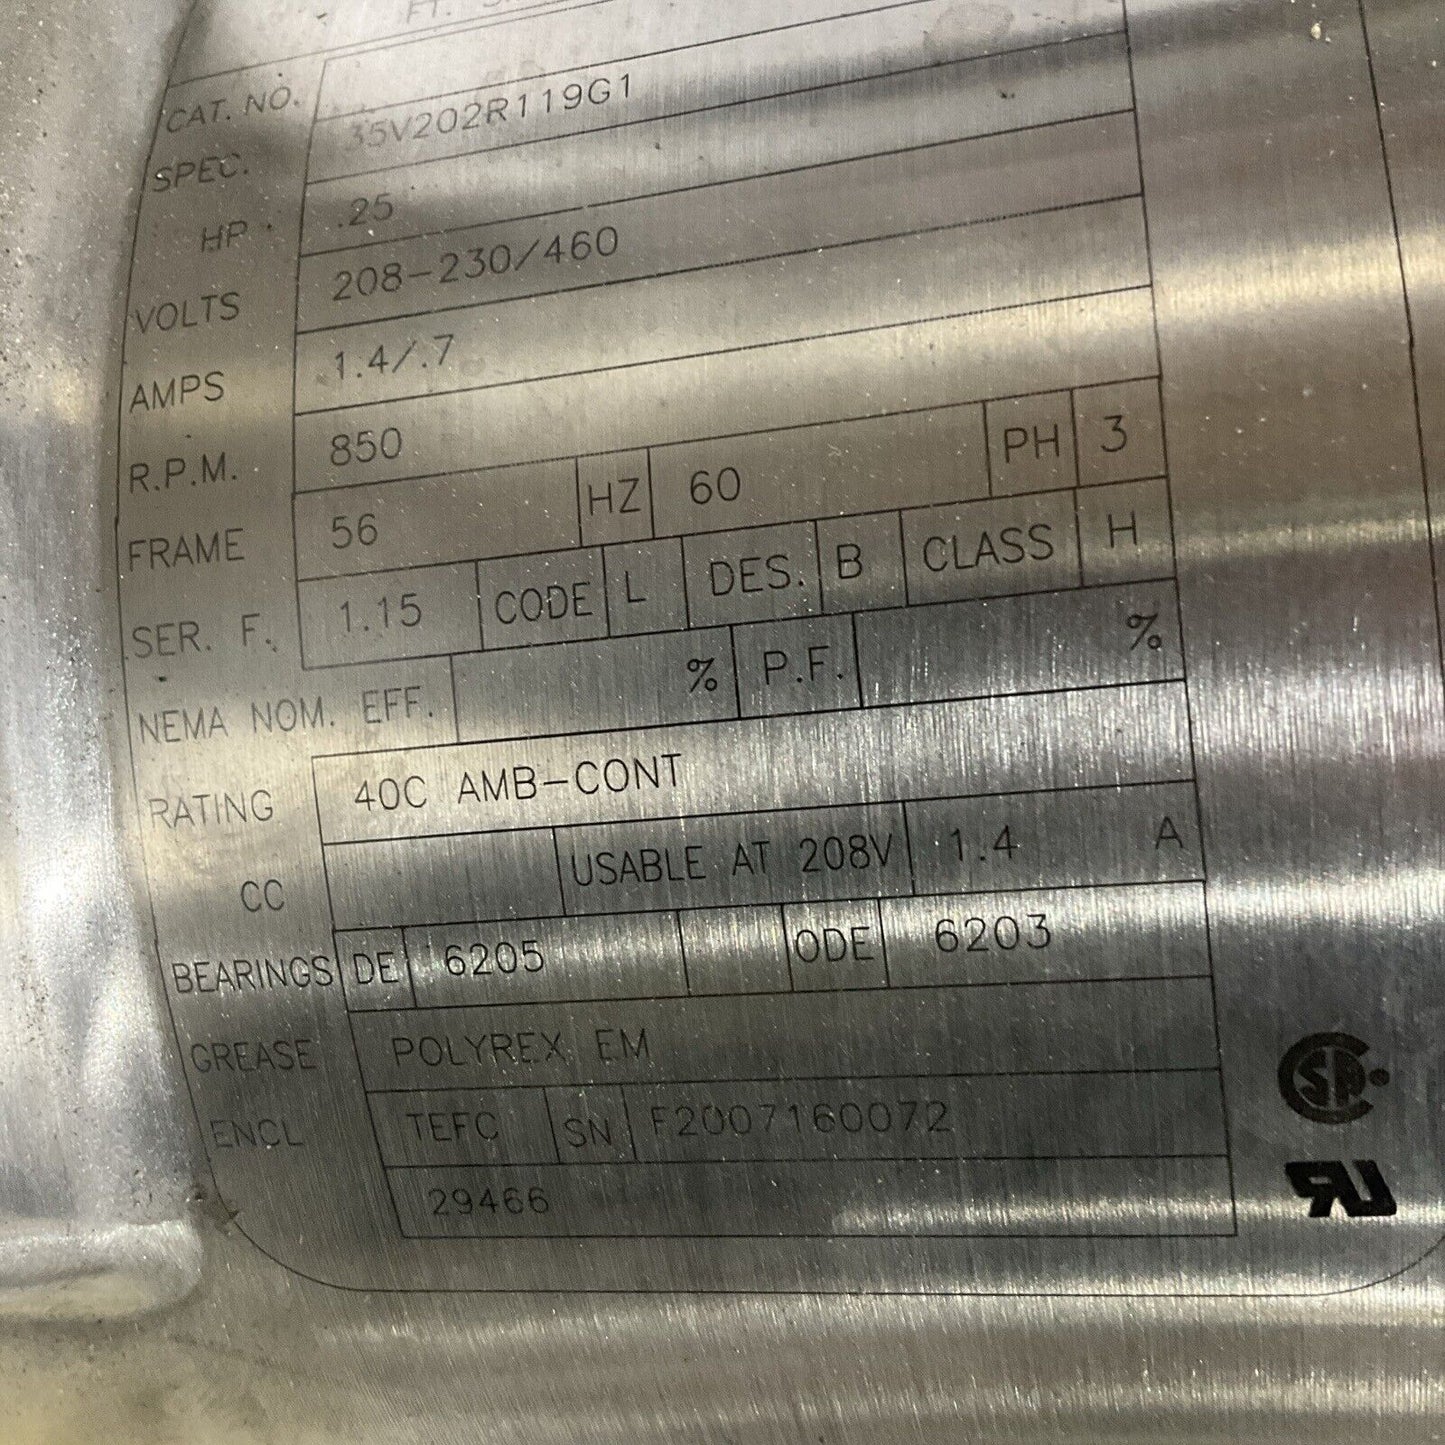 FT.
CAT. NO.
SPEC. 35V202R119G1
HP .25
VOLTS 208-230/460
AMPS 1.4/.7
R.P.M. 850
FRAME 56 HZ 60 PH 3
SER. F. 1.15 CODE L DES. B CLASS H
NEMA NOM. EFF. % P.F. %
RATING 40C AMB-CONT
CC USABLE AT 208V 1.4 A
BEARINGS DE 6205 ODE 6203
GREASE POLYREX EM
ENCL TEFC SN F2007160072
29466